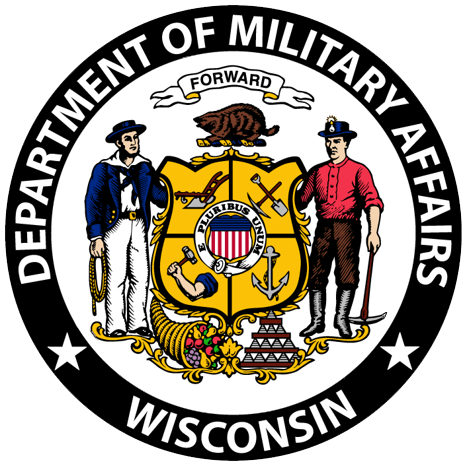 DEPARTMENT OF MILITARY AFFAIRS
FORWARD
E PLURIBUS UNUM
WISCONSIN